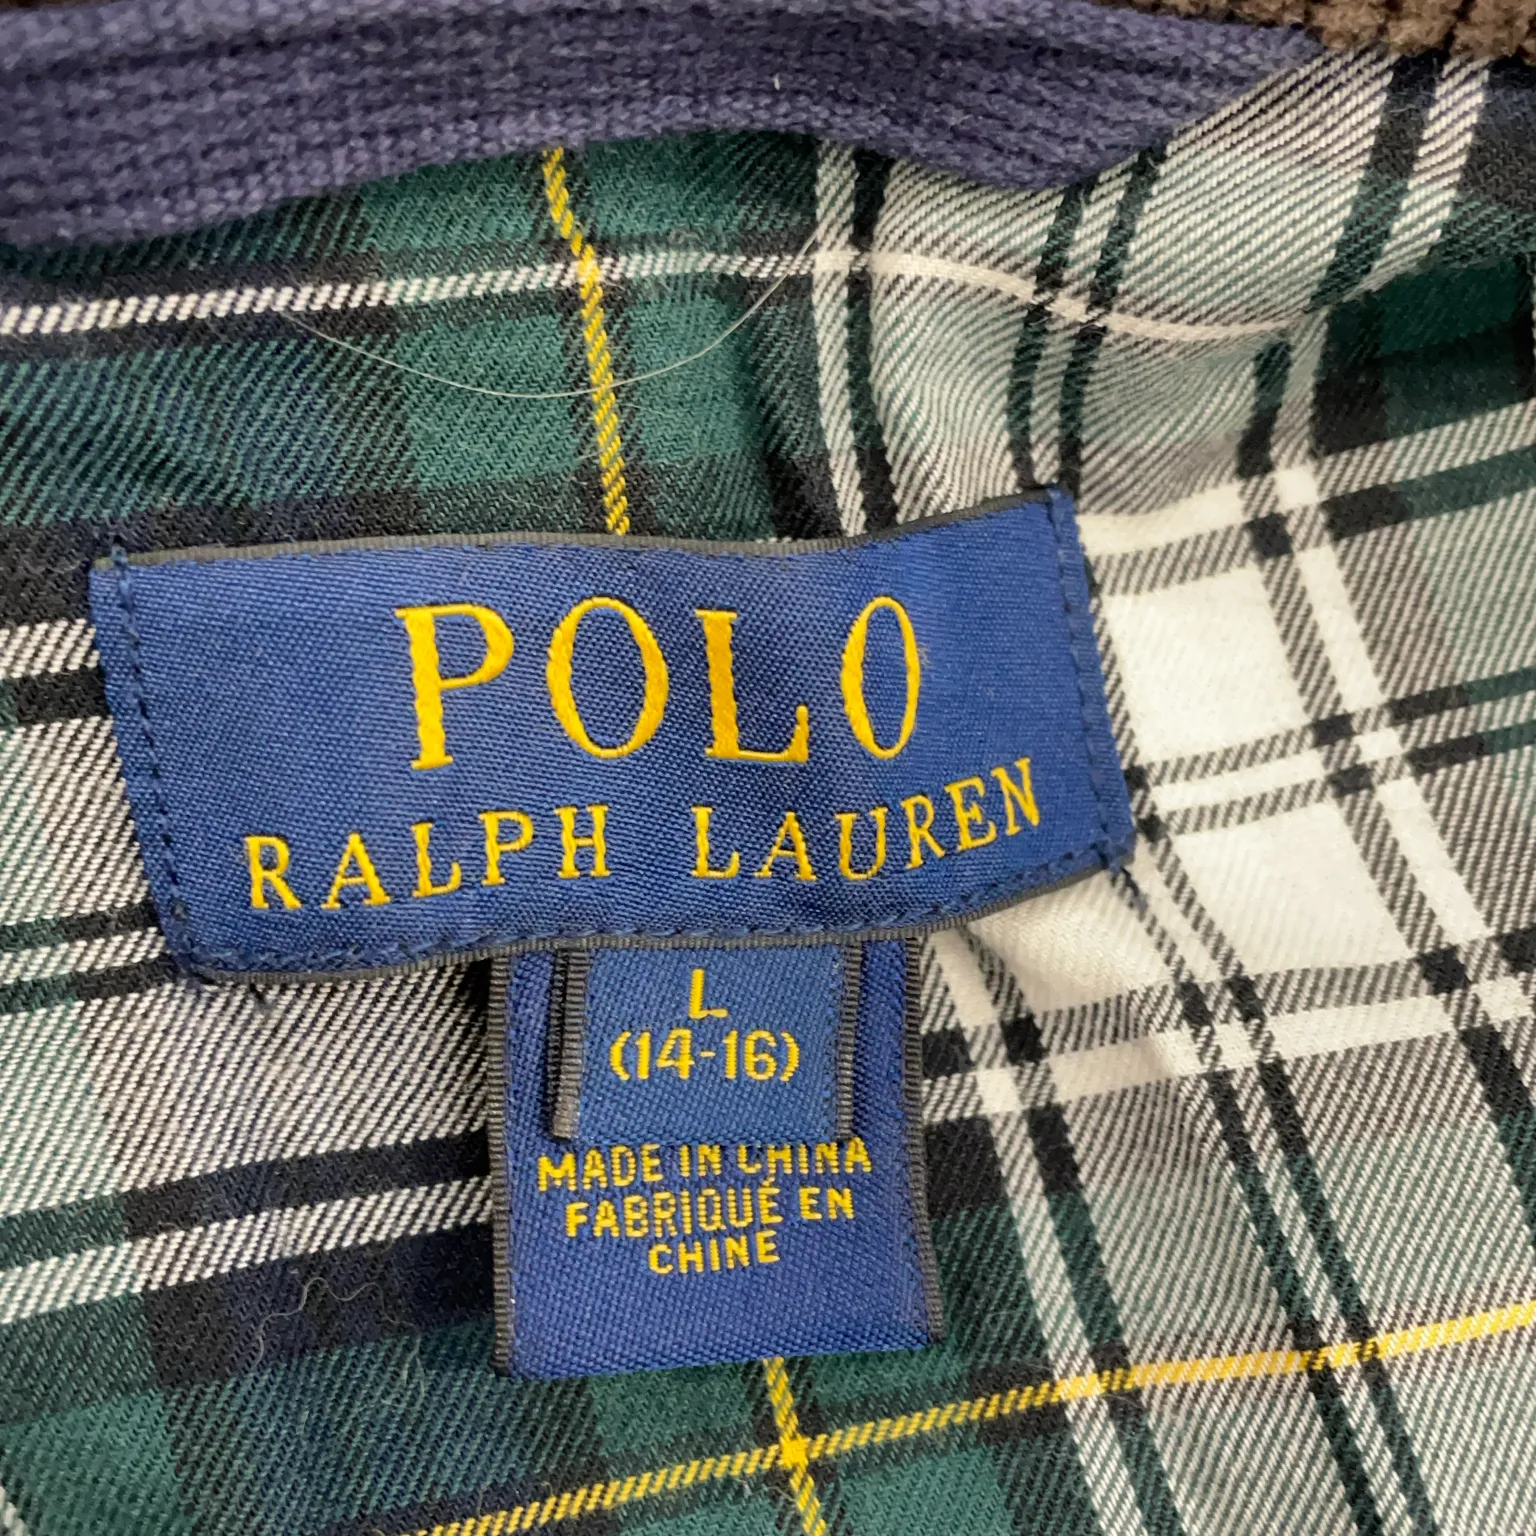 POLO
RALPH LAUREN
L
(14-16)
MADE IN CHINA
FABRIQUÉ EN
CHINE